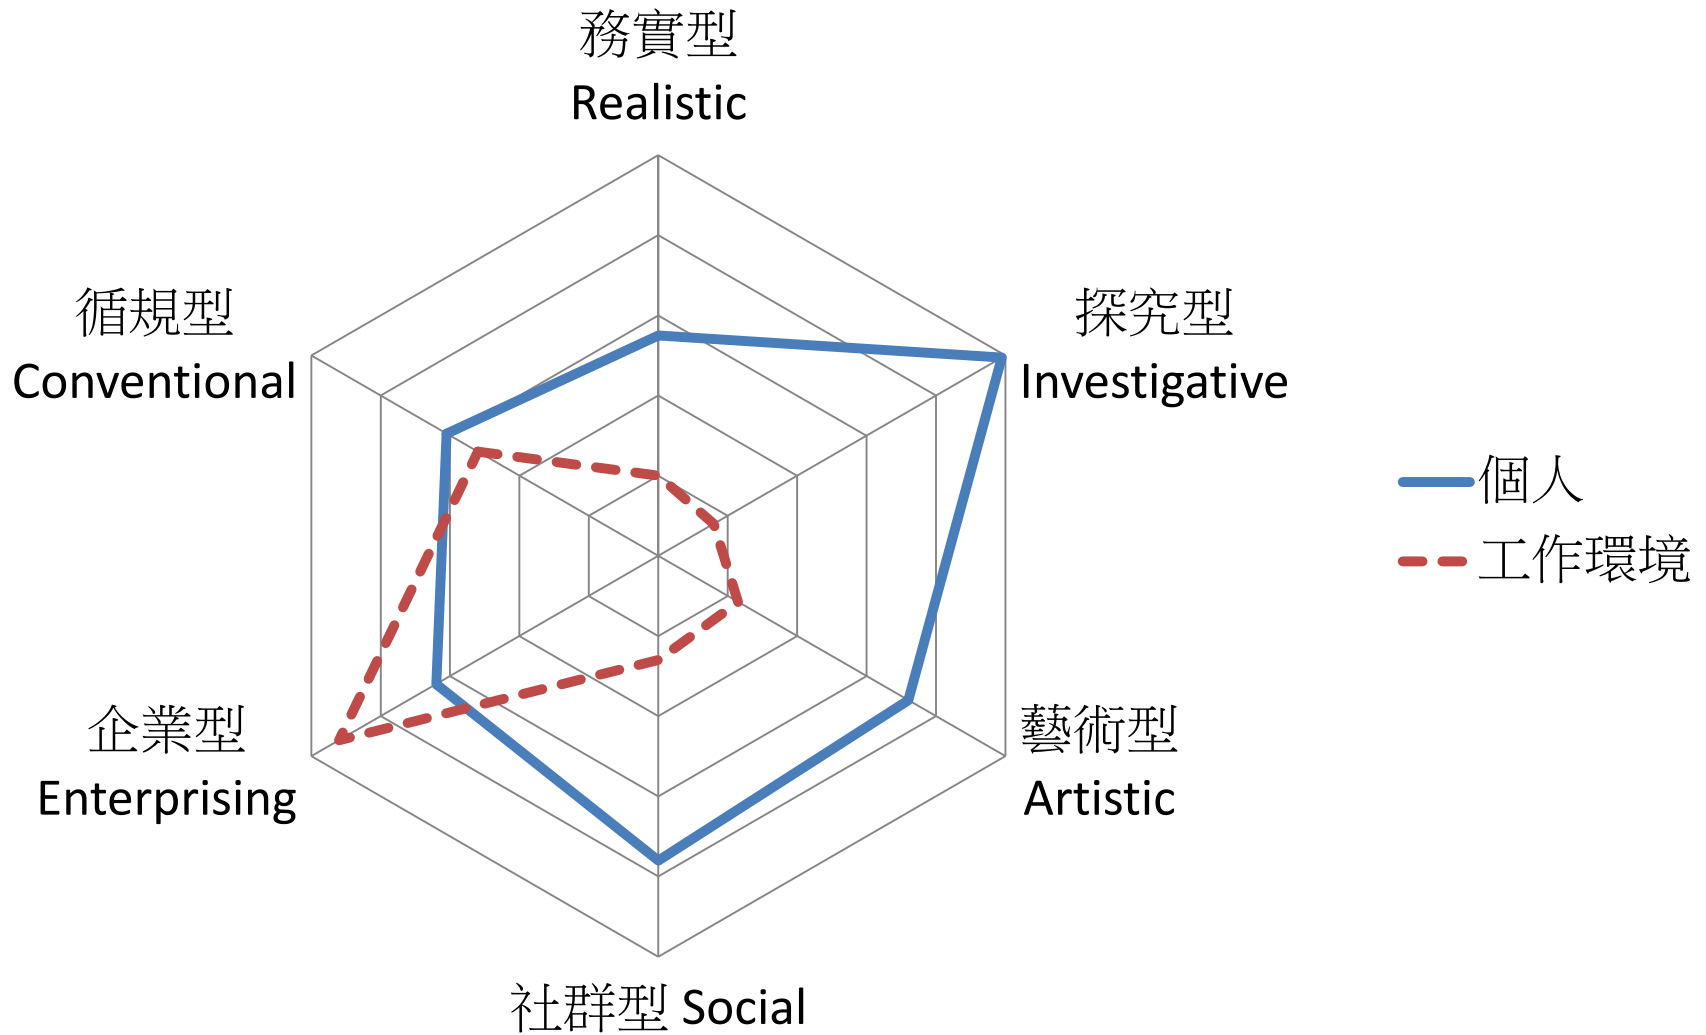 務實型
Realistic
循規型
Conventional
探究型
Investigative
個人
工作環境
企業型
Enterprising
藝術型
Artistic
社群型 Social